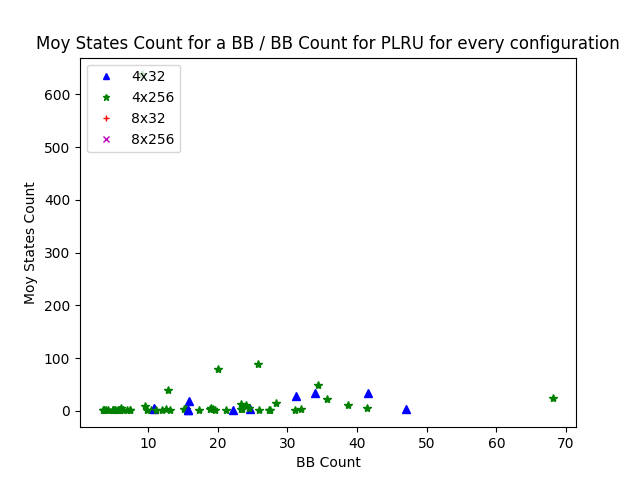 Moy States Count for a BB / BB Count for PLRU for every configuration
4x32
4x256
8x32
8x256
600
500
400
300
200
100
0
Moy States Count
10 20 30 40 50 60 70
BB Count